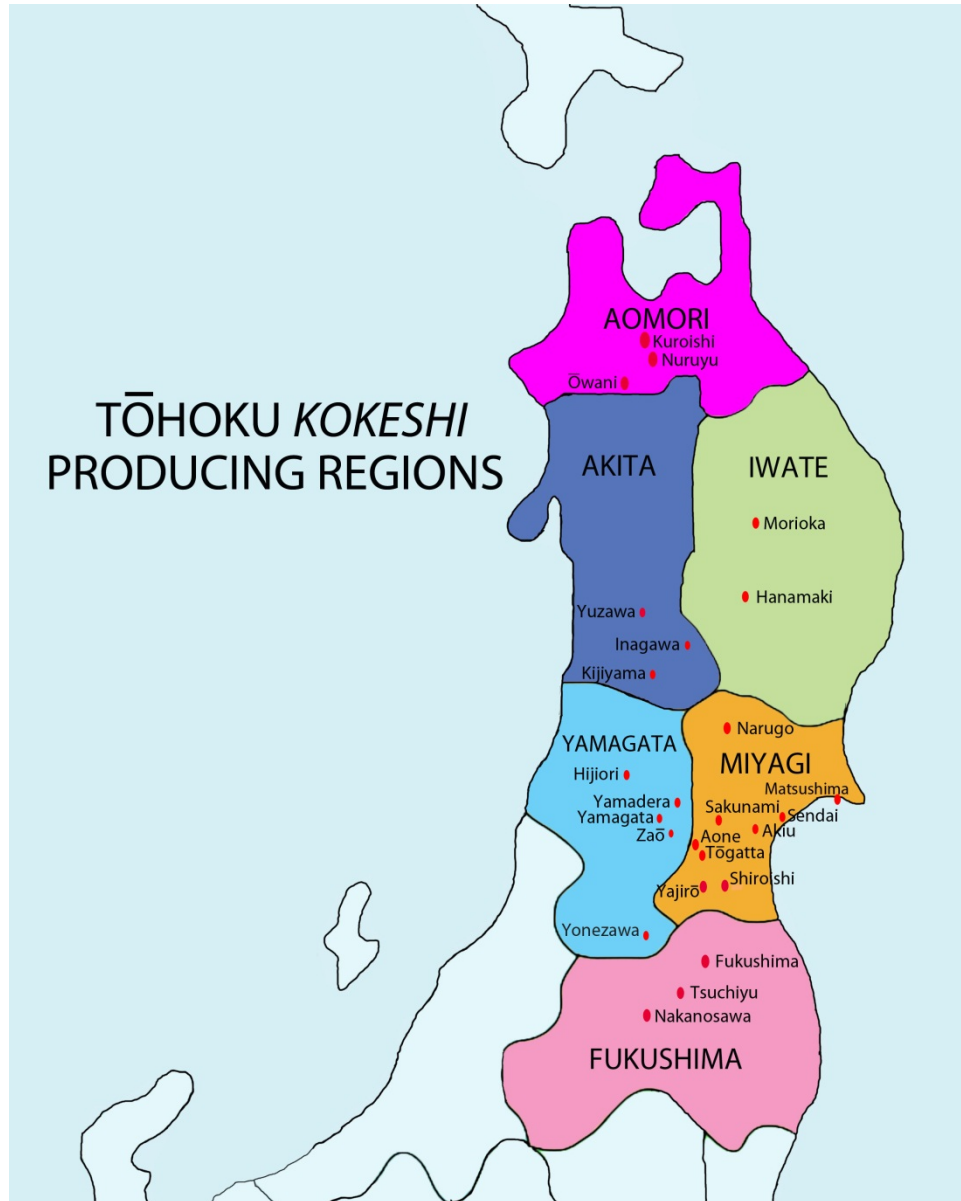 AOMORI
Kuroishi
Nuruyu
Ōwani
TŌHOKU KOKESHI
PRODUCING REGIONS
AKITA
IWATE
Morioka
Hanamaki
Yuzawa
Inagawa
Kijiyama
YAMAGATA
Hijiori
Yamadera
Yamagata
Zaō
Yonezawa
Narugo
MIYAGI
Matsushima
Sakunami
Sendai
Akiu
Aone
Tōgatta
Yajirō
Shiroishi
Fukushima
Tsuchiyu
Nakanosawa
FUKUSHIMA